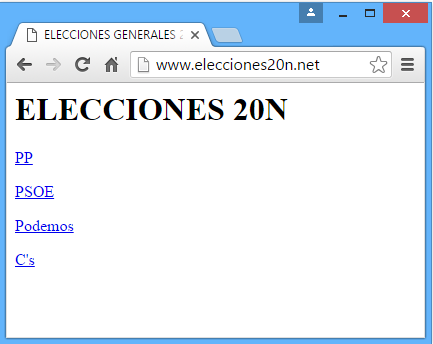 ELECCIONES GENERALES
www.elecciones20n.net
ELECCIONES 20N
PP
PSOE
Podemos
C's